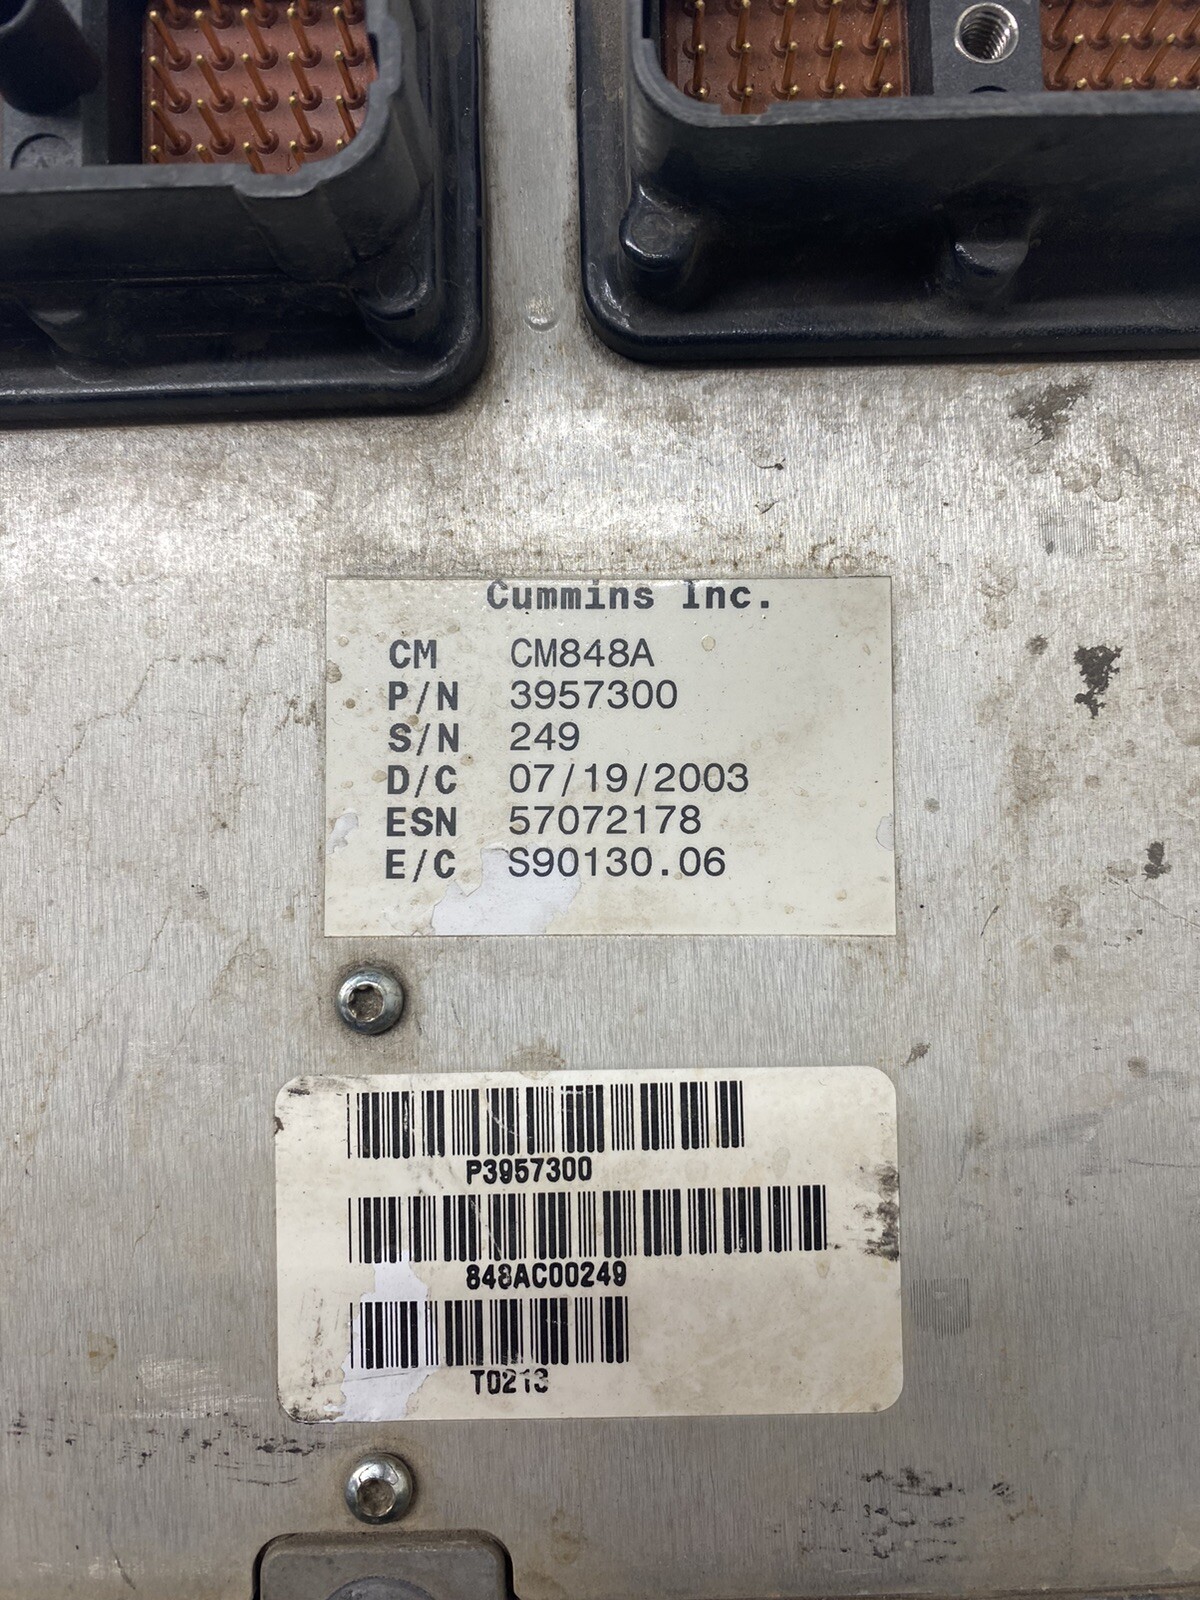 Cummins Inc.
CM CM848A
P/N 3957300
S/N 249
D/C 07/19/2003
ESN 57072178
E/C S90130.06
P3957300
848AC00249
T0213